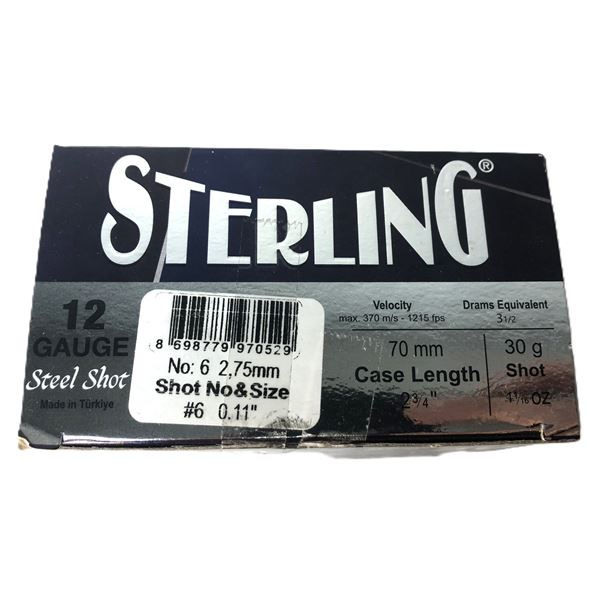 STERLING®
12
GAUGE
Steel Shot
Made in Türkiye
8 698779 970529
No: 6 2,75mm
Shot No&Size
#6 0.11"
Velocity
max. 370 m/s - 1215 fps
Drams Equivalent
3 1/2
70 mm
Case Length
2 3/4"
30 g
Shot
1 1/16 OZ